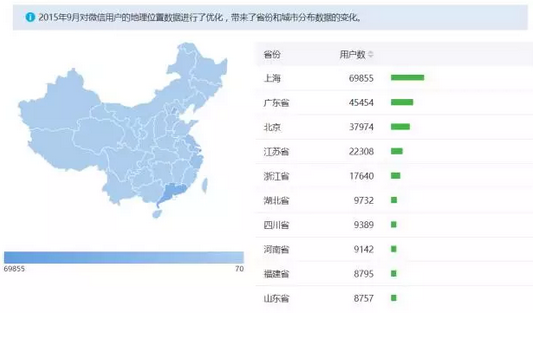 2015年9月对微信用户的地理位置数据进行了优化，带来了省份和城市分布数据的变化。
省份 用户数
上海 69855
广东省 45454
北京 37974
江苏省 22308
浙江省 17640
湖北省 9732
四川省 9389
河南省 9142
福建省 8795
山东省 8757
69855 70